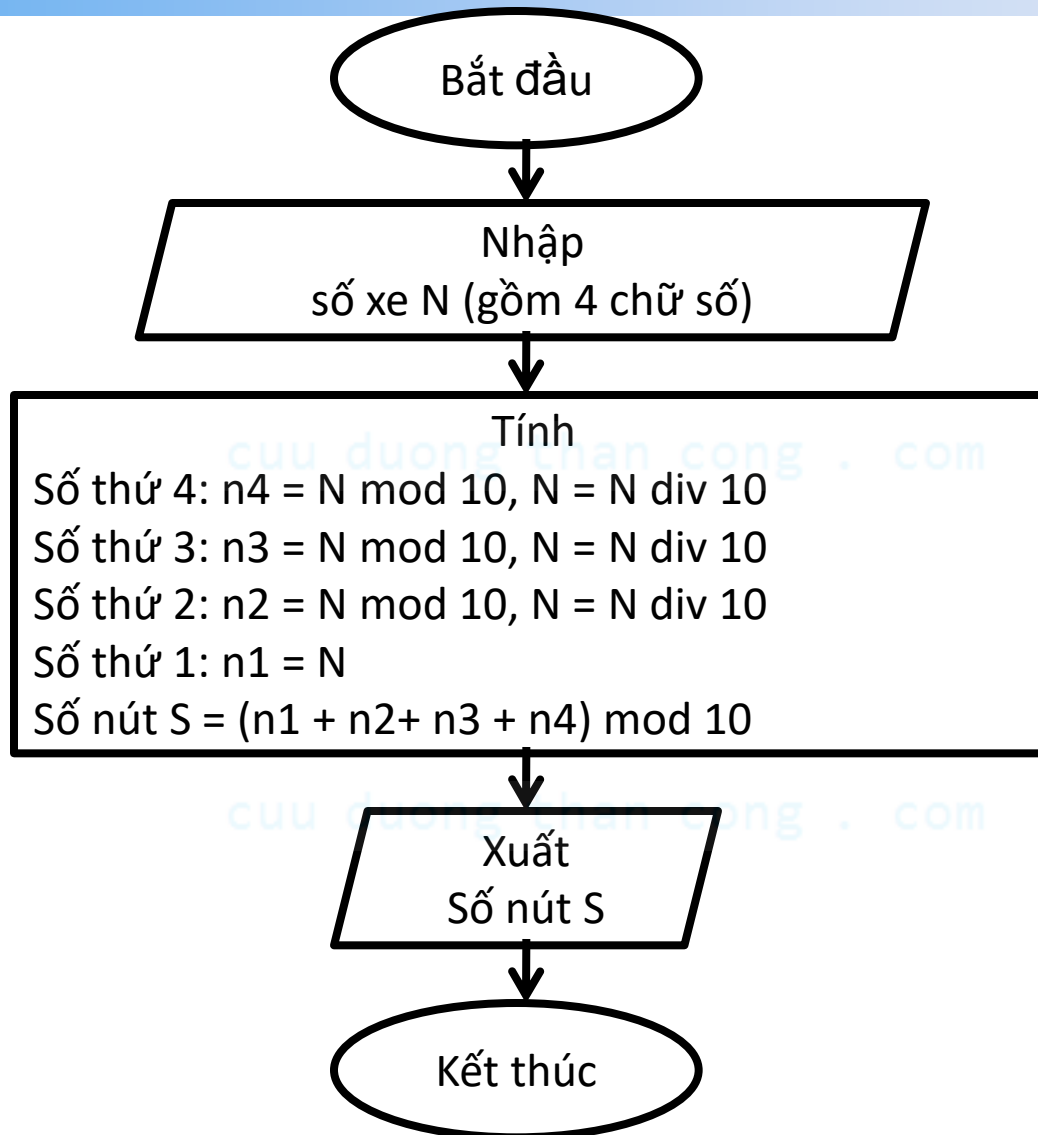 Bắt đầu
Nhập
số xe N (gồm 4 chữ số)
Tính
cuu duong than cong . com
Số thứ 4: n4 = N mod 10, N = N div 10
Số thứ 3: n3 = N mod 10, N = N div 10
Số thứ 2: n2 = N mod 10, N = N div 10
Số thứ 1: n1 = N
Số nút S = (n1 + n2+ n3 + n4) mod 10
cuu duong than cong . com
Xuất
Số nút S
Kết thúc